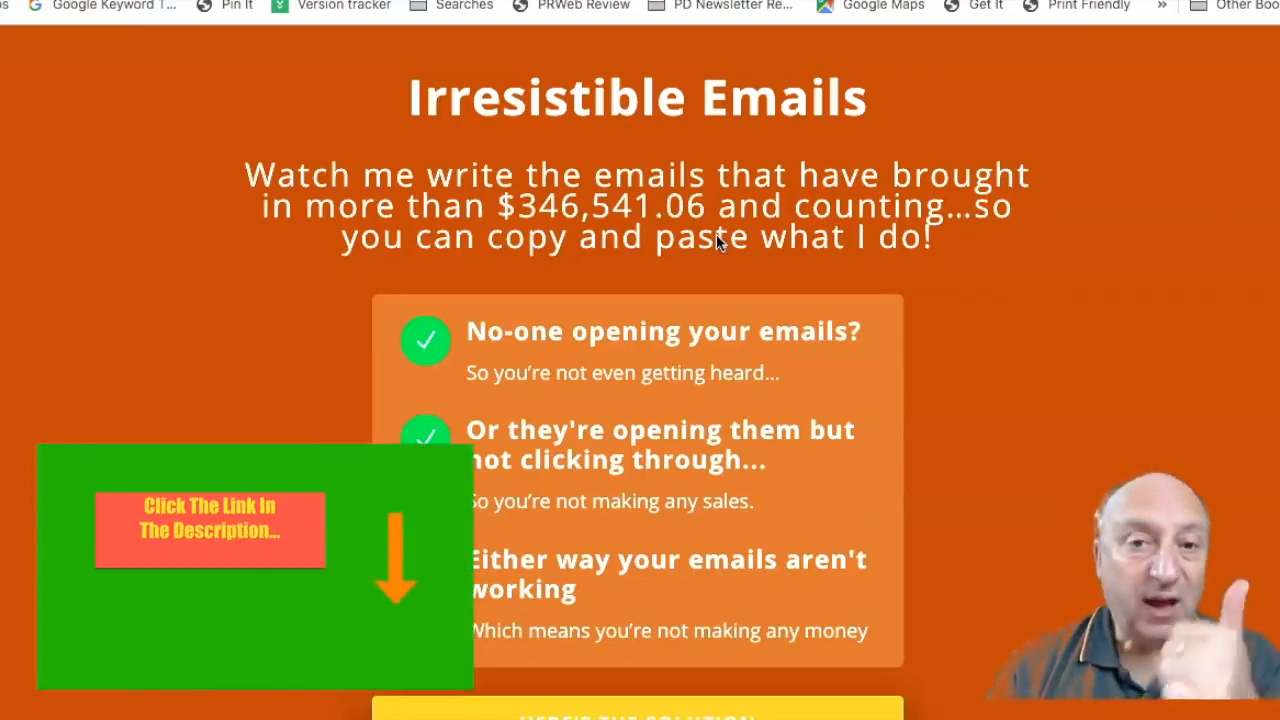 Google Keyword T...
Pin It
Version tracker
Searches
PRWeb Review
PD Newsletter Re...
Google Maps
Get It
Print Friendly
»
Other Boo
Irresistible Emails
Watch me write the emails that have brought
in more than $346,541.06 and counting...so
you can copy and paste what I do!
No-one opening your emails?
So you're not even getting heard...
Or they're opening them but
not clicking through...
So you're not making any sales.
Either way your emails aren't
working
Which means you're not making any money
Click The Link In
The Description...
HERE'S THE SOLUTION